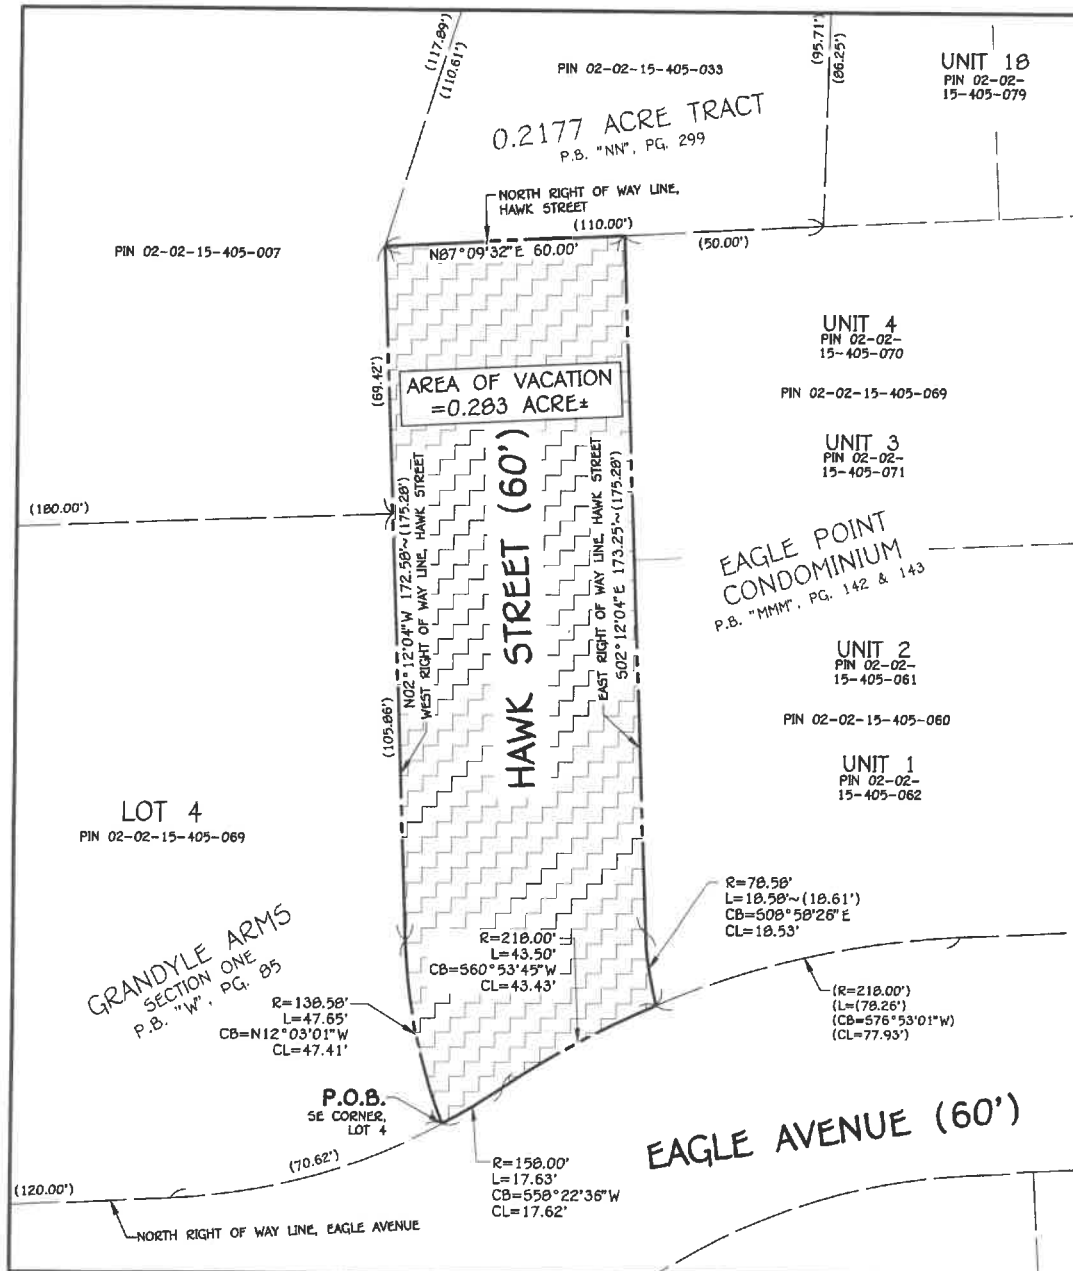 (117.89')
(110.61')
PIN 02-02-15-405-033
0.2177 ACRE TRACT
P.B. "NN", PG. 299
(95.71')
(86.25')
UNIT 18
PIN 02-02-
15-405-079
NORTH RIGHT OF WAY LINE,
HAWK STREET
(110.00')
(50.00')
N87°09'32"E 60.00'
PIN 02-02-15-405-007
UNIT 4
PIN 02-02-
15-405-070
(69.42')
AREA OF VACATION
=0.283 ACRE±
PIN 02-02-15-405-069
UNIT 3
PIN 02-02-
15-405-071
(180.00')
N02°12'04"W 172.58'~(175.28')
WEST RIGHT OF WAY LINE, HAWK STREET
HAWK STREET (60')
EAST RIGHT OF WAY LINE, HAWK STREET
S02°12'04"E 173.25'~(175.28')
EAGLE POINT
CONDOMINIUM
P.B. "MMM", PG. 142 & 143
UNIT 2
PIN 02-02-
15-405-061
(105.86')
PIN 02-02-15-405-060
UNIT 1
PIN 02-02-
15-405-062
LOT 4
PIN 02-02-15-405-069
R=78.58'
L=18.58'~(18.61')
CB=S08°58'26"E
CL=18.53'
GRANDYLE ARMS
SECTION ONE
P.B. "W", PG. 85
R=218.00'
L=43.50'
CB=S60°53'45"W
CL=43.43'
R=138.58'
L=47.65'
CB=N12°03'01"W
CL=47.41'
(R=218.00')
(L=(78.26')
(CB=S76°53'01"W)
(CL=77.93')
P.O.B.
SE CORNER,
LOT 4
EAGLE AVENUE (60')
(70.62')
R=158.00'
L=17.63'
CB=S58°22'36"W
CL=17.62'
(120.00')
NORTH RIGHT OF WAY LINE, EAGLE AVENUE